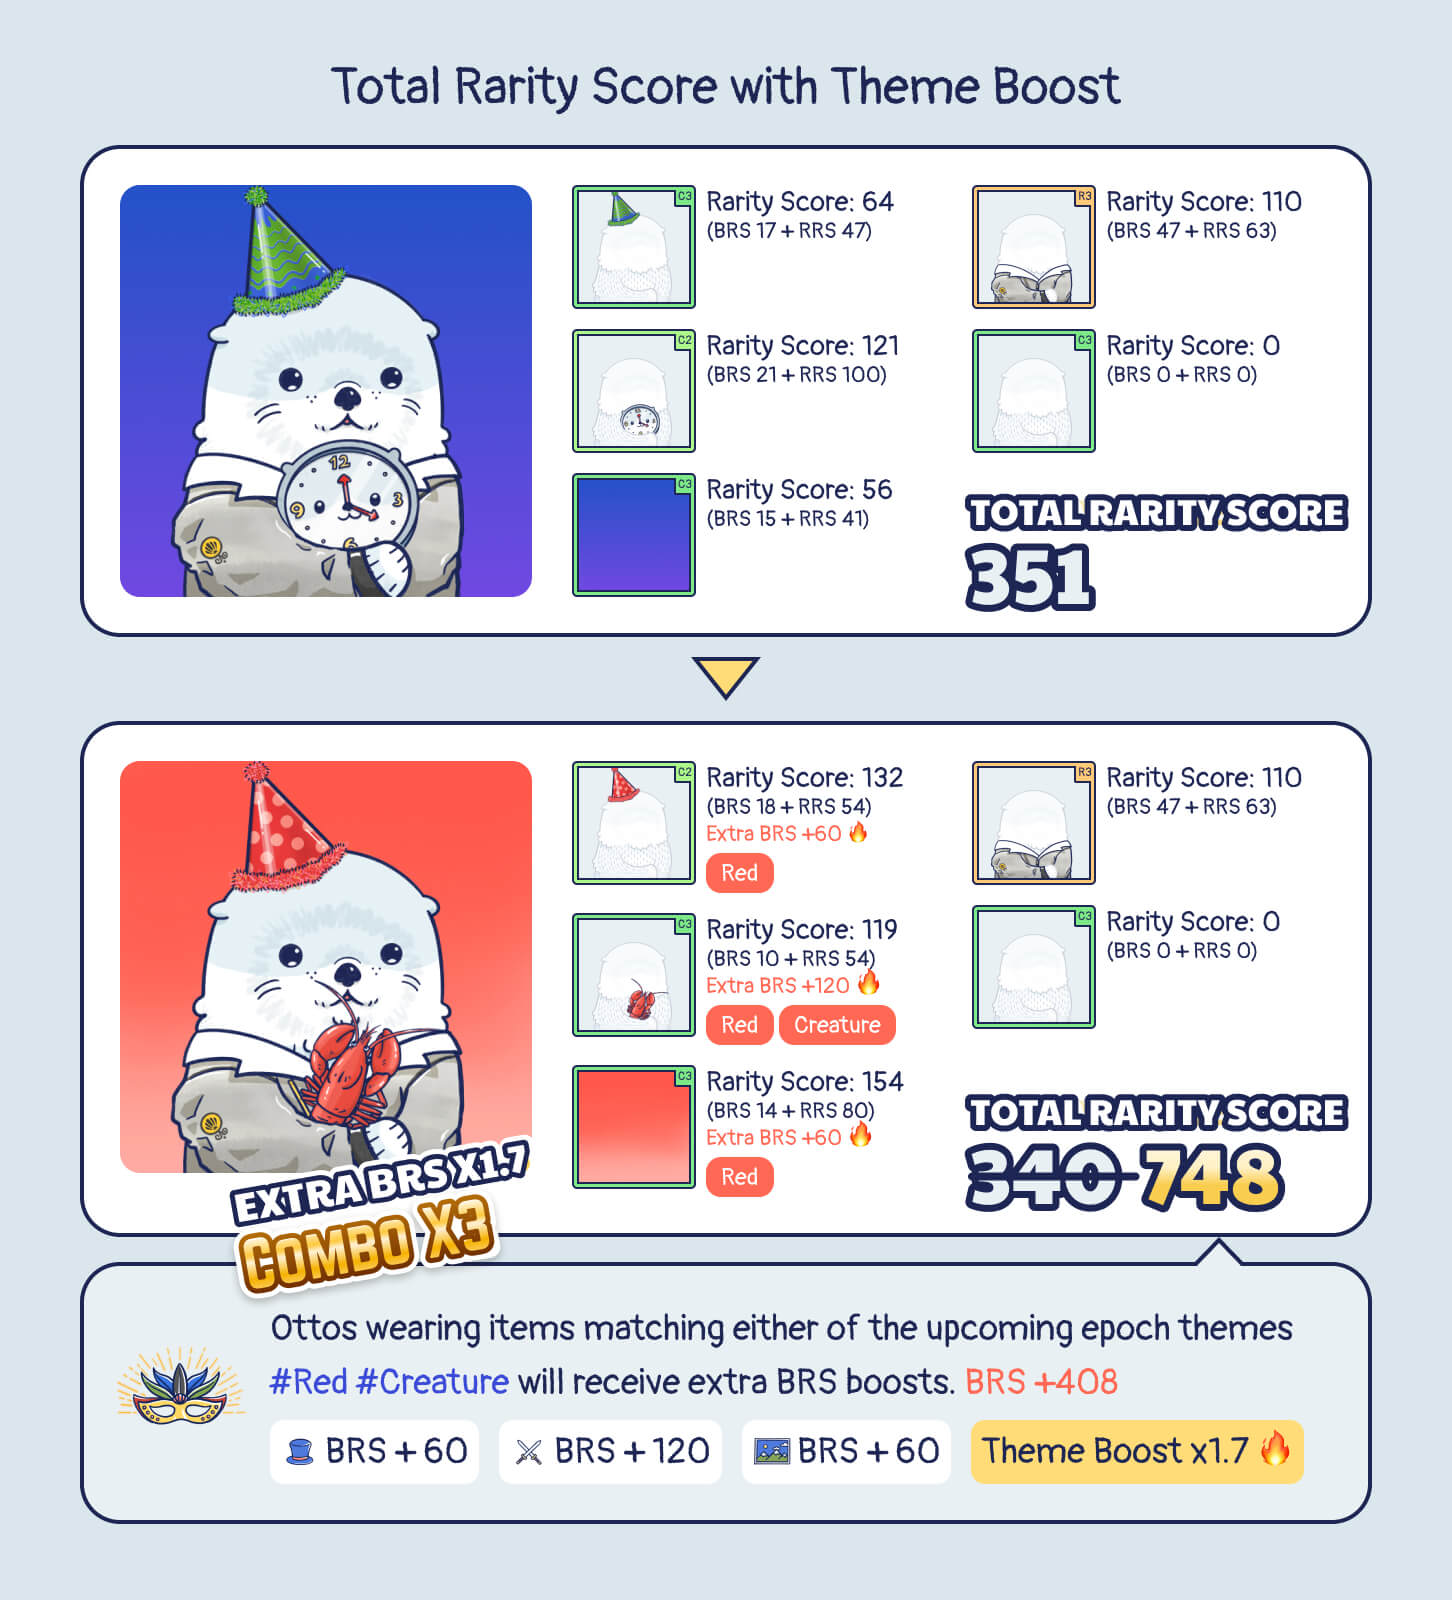 Total Rarity Score with Theme Boost
C3
Rarity Score: 64
(BRS 17 + RRS 47)
R3
Rarity Score: 110
(BRS 47 + RRS 63)
12
3
9
6
C2
Rarity Score: 121
(BRS 21 + RRS 100)
C3
Rarity Score: 0
(BRS 0 + RRS 0)
C3
Rarity Score: 56
(BRS 15 + RRS 41)
TOTAL RARITY SCORE
351
C2
Rarity Score: 132
(BRS 18 + RRS 54)
Extra BRS +60
Red
R3
Rarity Score: 110
(BRS 47 + RRS 63)
C3
Rarity Score: 119
(BRS 10 + RRS 54)
Extra BRS +120
Red Creature
C3
Rarity Score: 0
(BRS 0 + RRS 0)
C3
Rarity Score: 154
(BRS 14 + RRS 80)
Extra BRS +60
Red
TOTAL RARITY SCORE
340 748
EXTRA BRS X1.7
COMBO X3
Ottos wearing items matching either of the upcoming epoch themes
#Red #Creature will receive extra BRS boosts. BRS +408
BRS + 60 BRS + 120 BRS + 60 Theme Boost x1.7